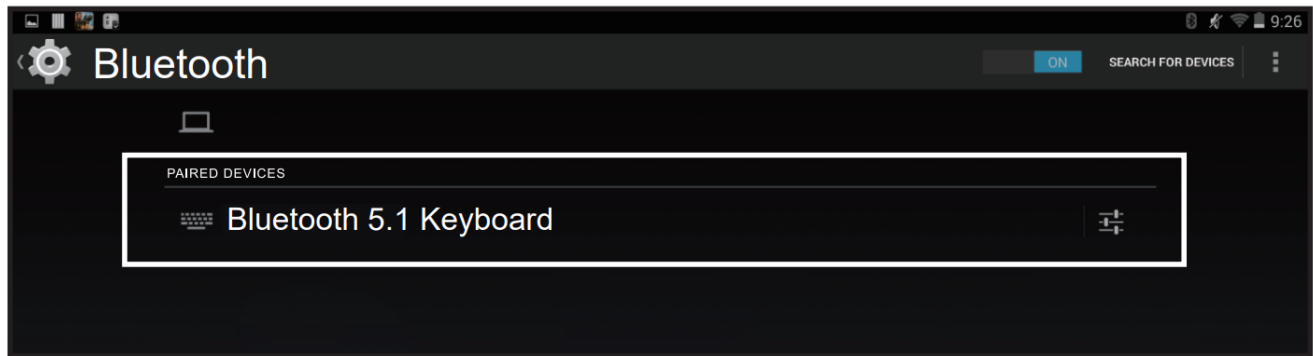 9:26
Bluetooth
ON
SEARCH FOR DEVICES
PAIRED DEVICES
Bluetooth 5.1 Keyboard